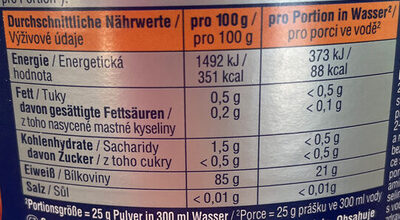 Durchschnittliche Nährwerte / pro 100 g / pro Portion in Wasser² /
Výživové údaje pro 100 g pro porci ve vodě²
Energie / Energetická 1492 kJ / 373 kJ /
hodnota 351 kcal 88 kcal
Fett / Tuky 0,5 g < 0,5 g
davon gesättigte Fettsäuren / 0,2 g < 0,1 g
z toho nasycené mastné kyseliny
Kohlenhydrate / Sacharidy 1,5 g < 0,5 g
davon Zucker / z toho cukry < 0,5 g < 0,5 g
Eiweiß / Bílkoviny 85 g 21 g
Salz / Sůl < 0,01 g < 0,01g
²Portionsgröße = 25 g Pulver in 300 ml Wasser / ²Porce = 25 g prášku ve 300 ml vody